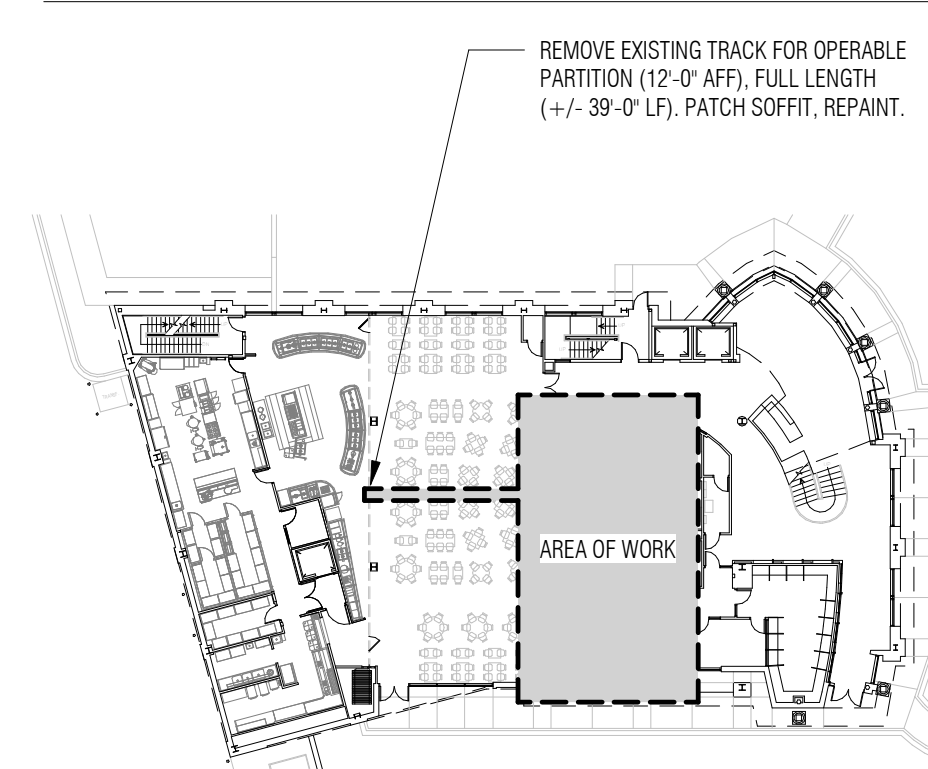 REMOVE EXISTING TRACK FOR OPERABLE
PARTITION (12'-0" AFF), FULL LENGTH
(+/- 39'-0" LF). PATCH SOFFIT, REPAINT.
AREA OF WORK